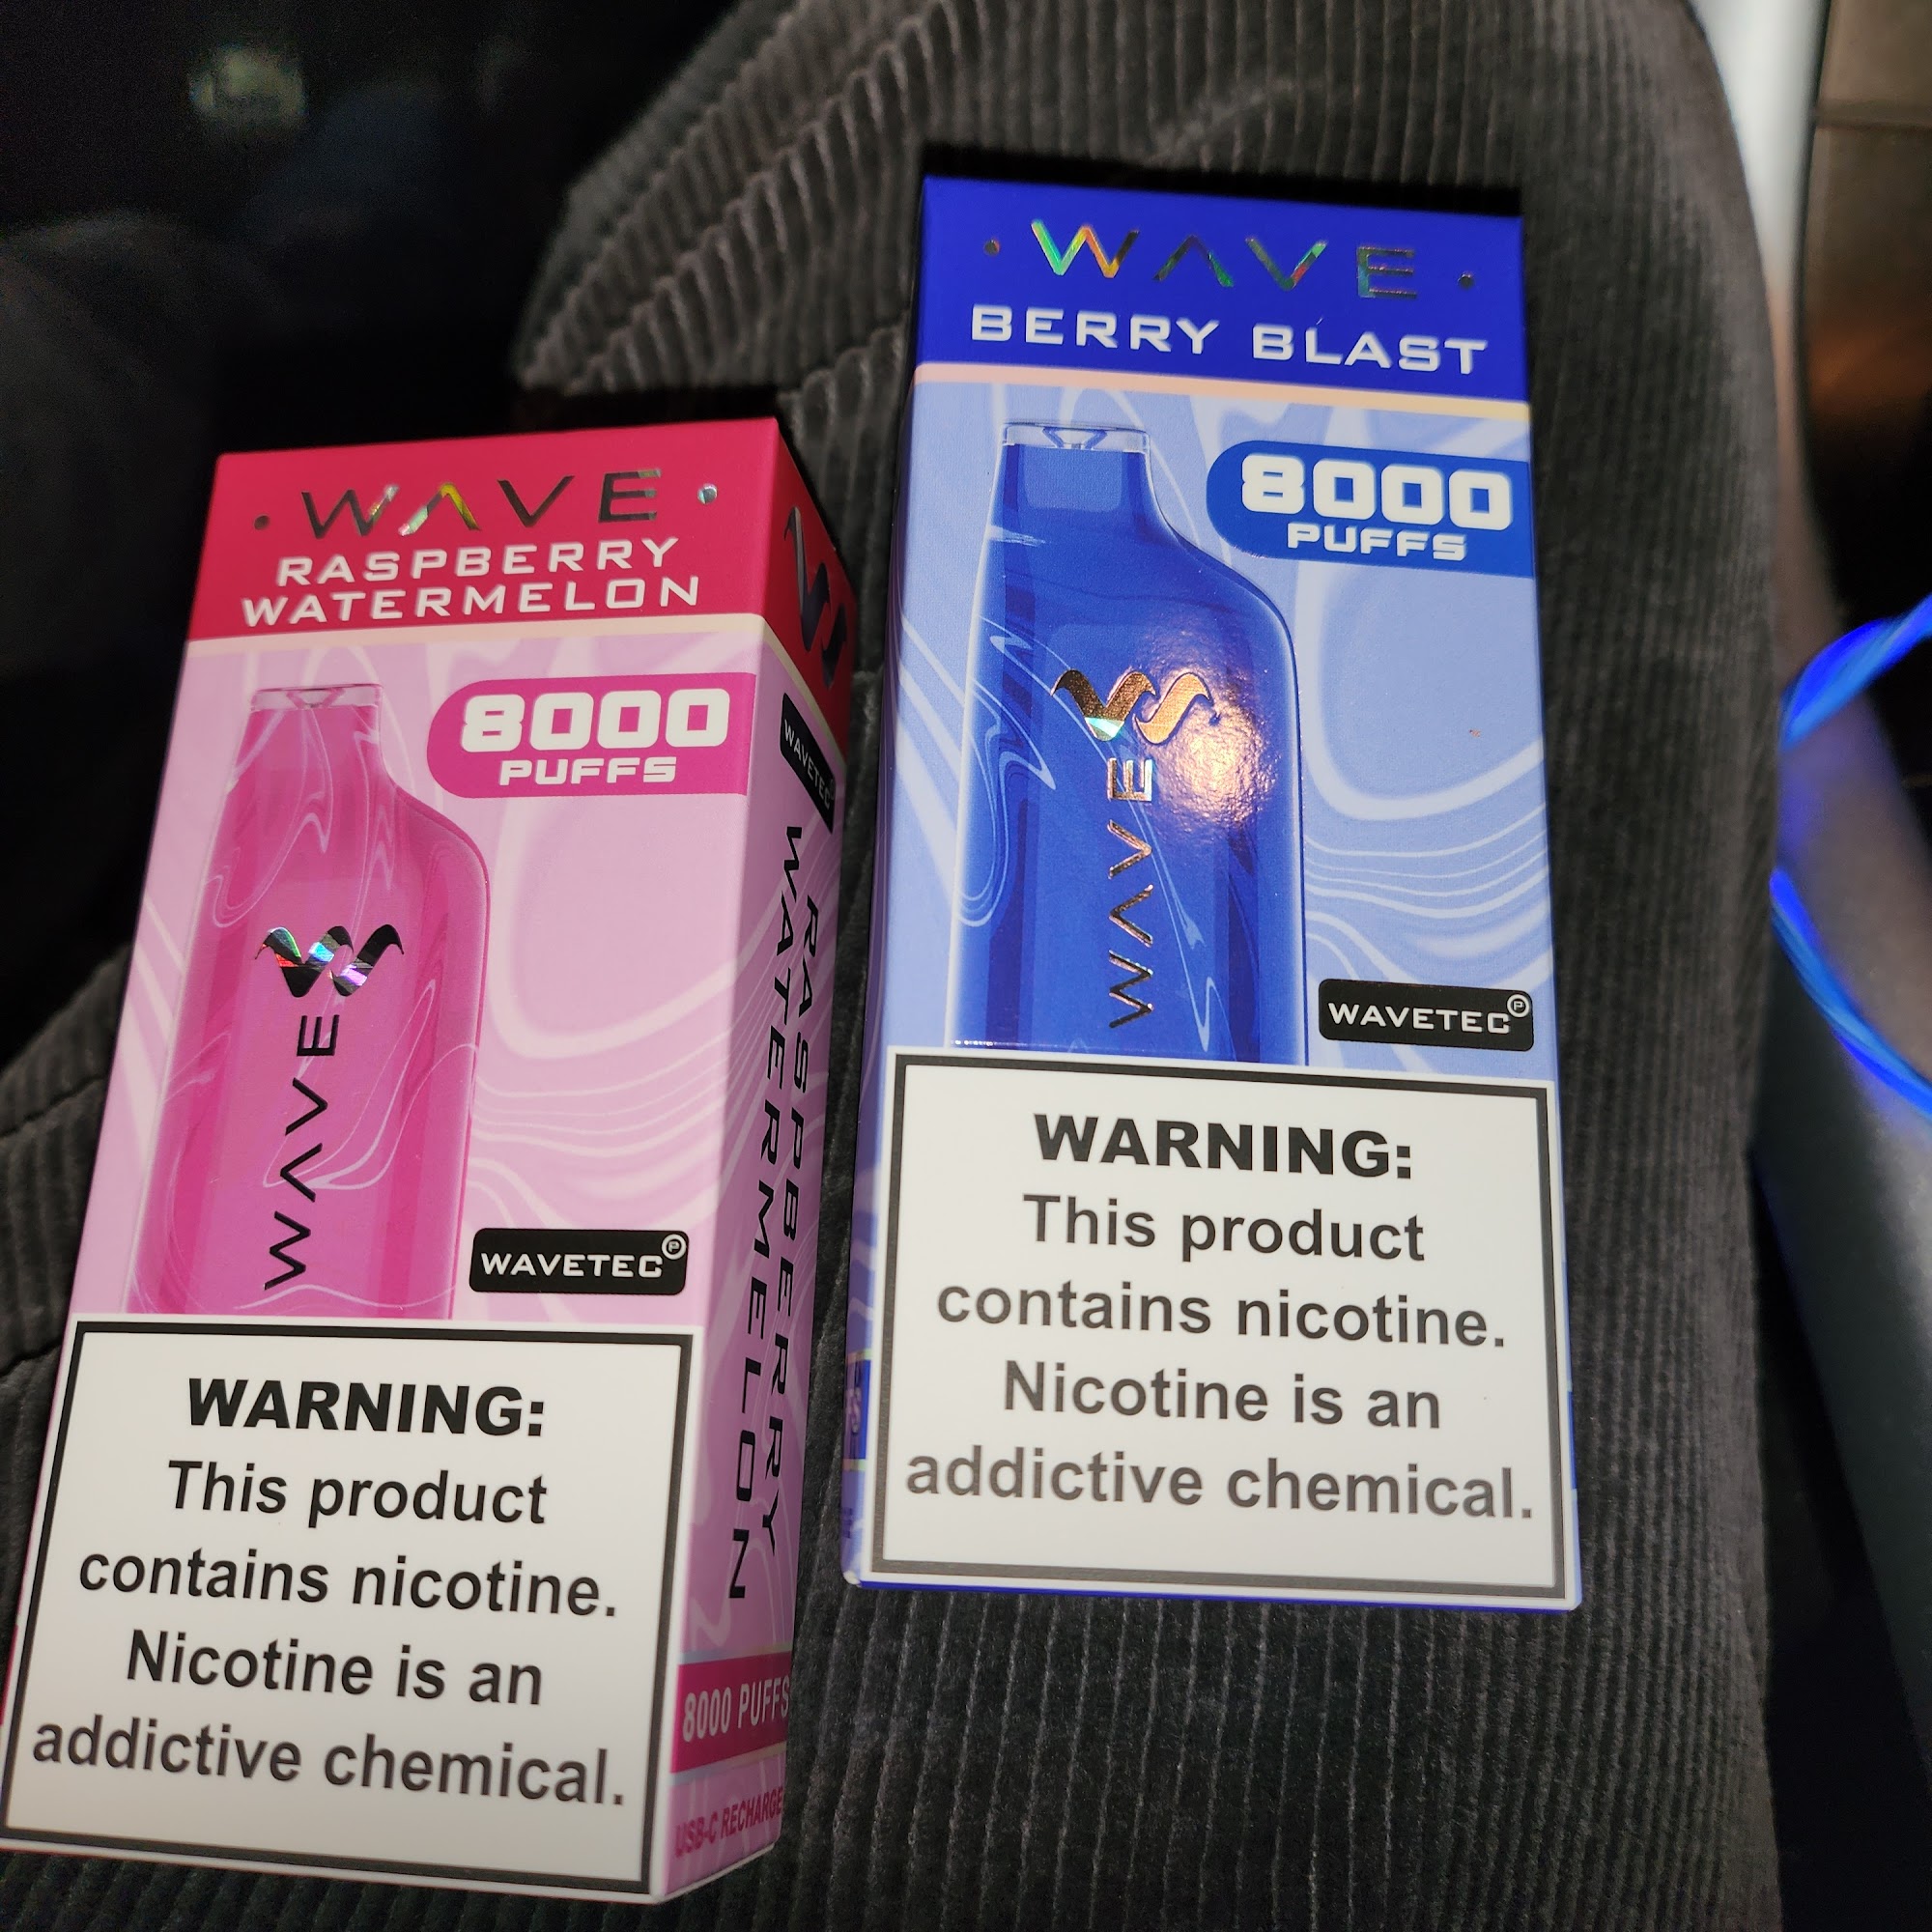 · WAVE ·
RASPBERRY
WATERMELON
8000
PUFFS
WAVE
WAVETEC℗
WARNING:
This product
contains nicotine.
Nicotine is an
addictive chemical.
WAVETEC
RASPBERRY
WATERMELON
8000 PUFFS
USB-C RECHARGE
· WAVE ·
BERRY BLAST
8000
PUFFS
WAVE
WAVETEC℗
WARNING:
This product
contains nicotine.
Nicotine is an
addictive chemical.